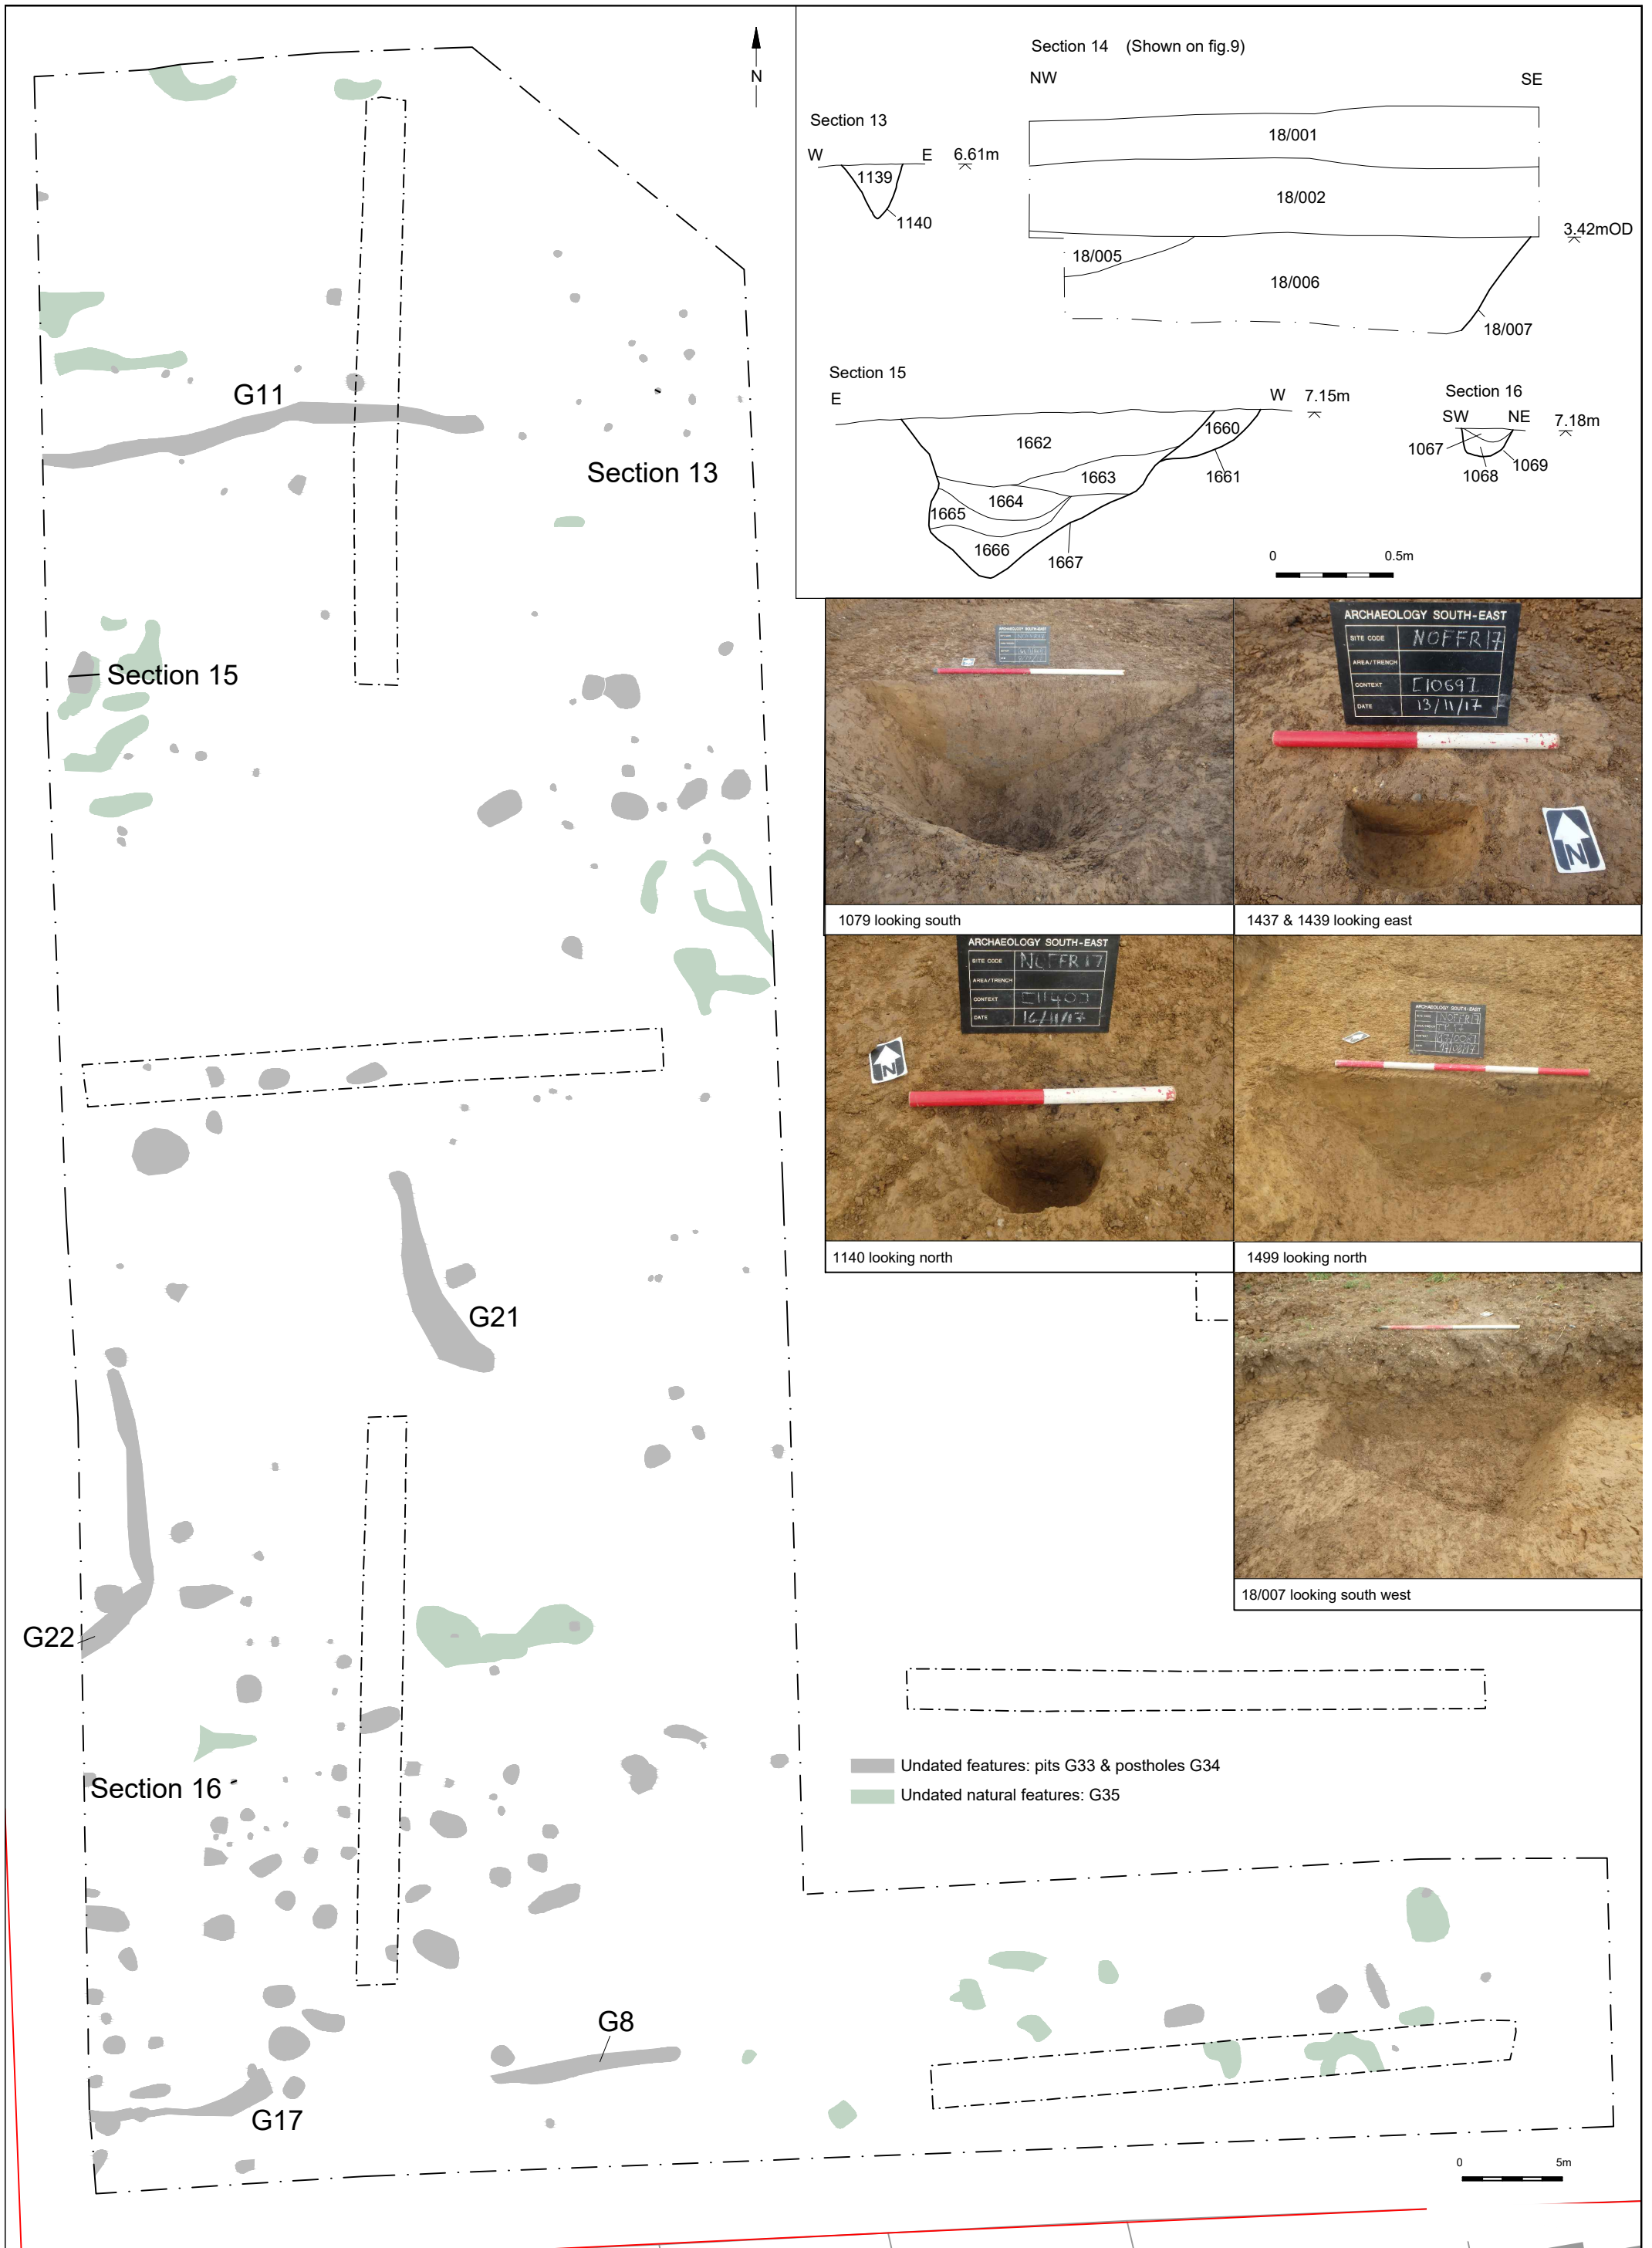 N
Section 14 (Shown on fig.9)
NW
SE
18/001
18/002
3.42mOD
18/005
18/006
18/007
Section 13
W
E
6.61m
1139
1140
Section 15
E
W
7.15m
1662
1660
1663
1661
1664
1665
1666
1667
Section 16
SW
NE
7.18m
1067
1068
1069
0
0.5m
G11
Section 13
Section 15
G21
G22
Section 16
G8
G17
ARCHAEOLOGY SOUTH-EAST
1079 looking south
ARCHAEOLOGY SOUTH-EAST
SITE CODE NOFFR17
AREA/TRENCH
CONTEXT [1069]
DATE 13/11/17
N
1437 & 1439 looking east
ARCHAEOLOGY SOUTH-EAST
SITE CODE NOFFR17
AREA/TRENCH
CONTEXT [1140]
DATE 16/11/17
N
1140 looking north
ARCHAEOLOGY SOUTH-EAST
1499 looking north
18/007 looking south west
Undated features: pits G33 & postholes G34
Undated natural features: G35
0
5m